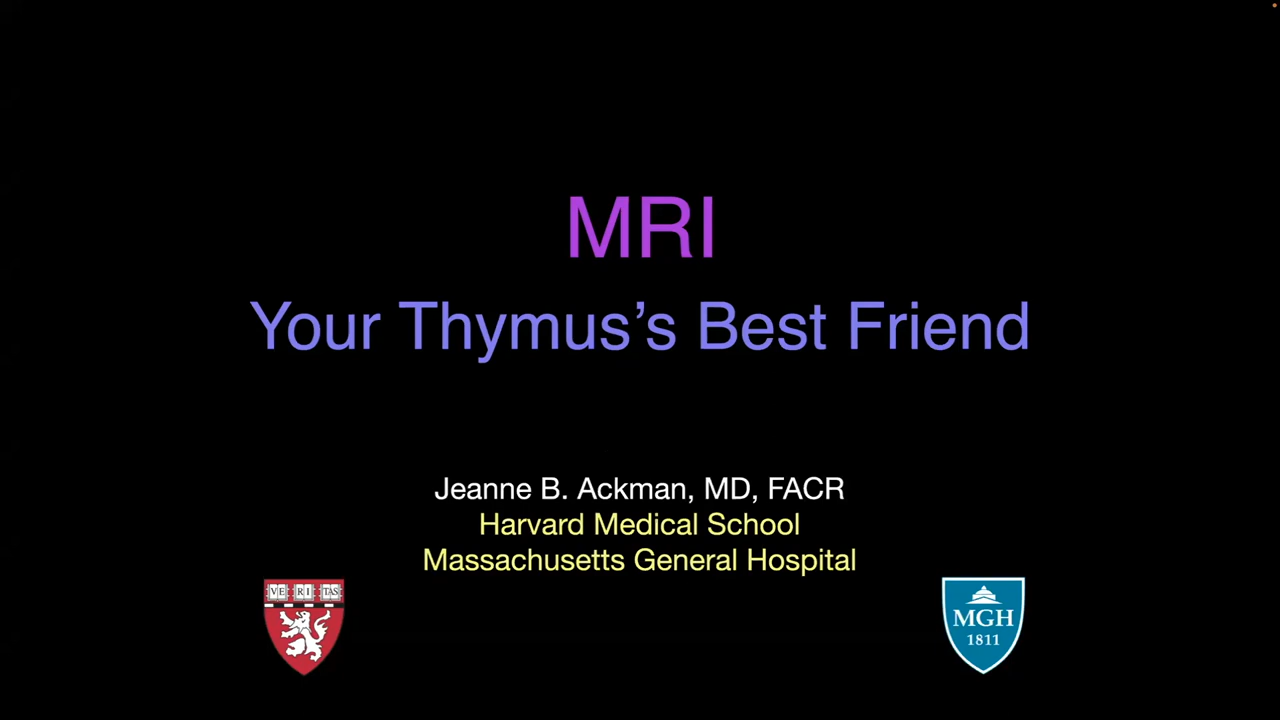 MRI
Your Thymus’s Best Friend
Jeanne B. Ackman, MD, FACR
Harvard Medical School
Massachusetts General Hospital
VE RI TAS
MGH
1811